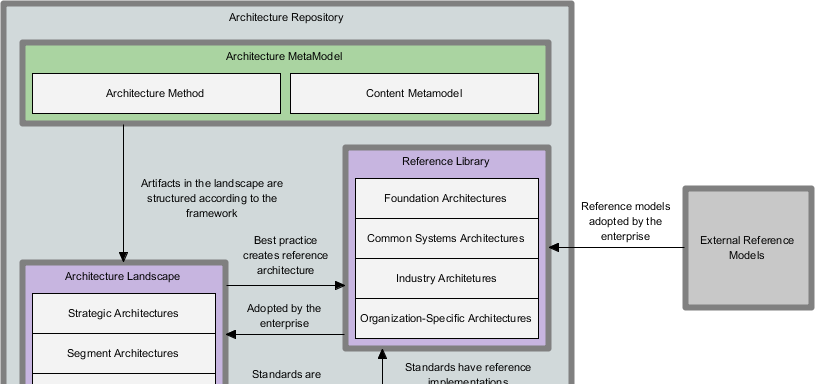 Architecture Repository
Architecture MetaModel
Architecture Method
Content Metamodel
Artifacts in the landscape are
structured according to the
framework
Reference Library
Foundation Architectures
Common Systems Architectures
Industry Architetures
Organization-Specific Architectures
Reference models
adopted by the
enterprise
External Reference
Models
Best practice
creates reference
architecture
Architecture Landscape
Strategic Architectures
Segment Architectures
Adopted by the
enterprise
Standards are
Standards have reference
implementations